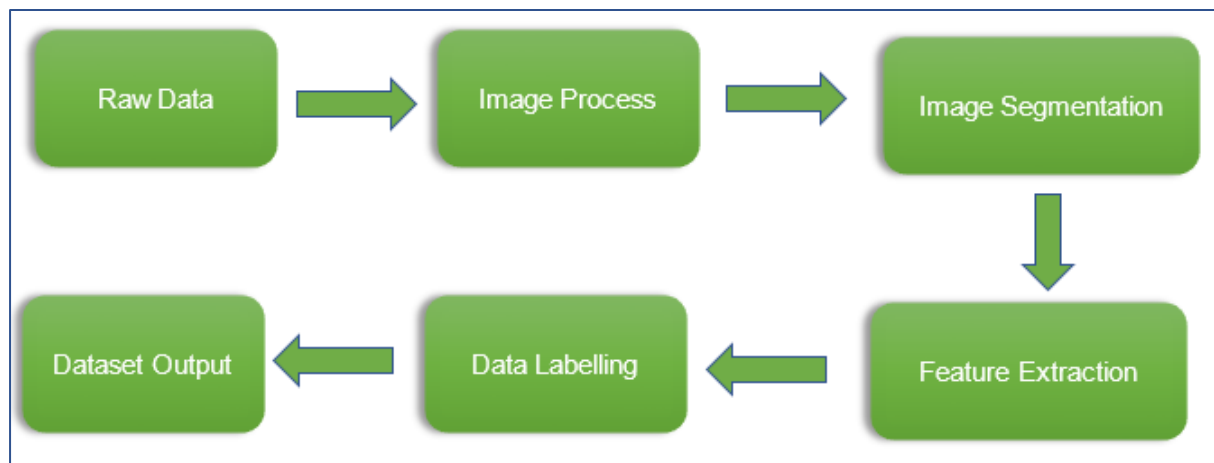 Raw Data
Image Process
Image Segmentation
Feature Extraction
Data Labelling
Dataset Output